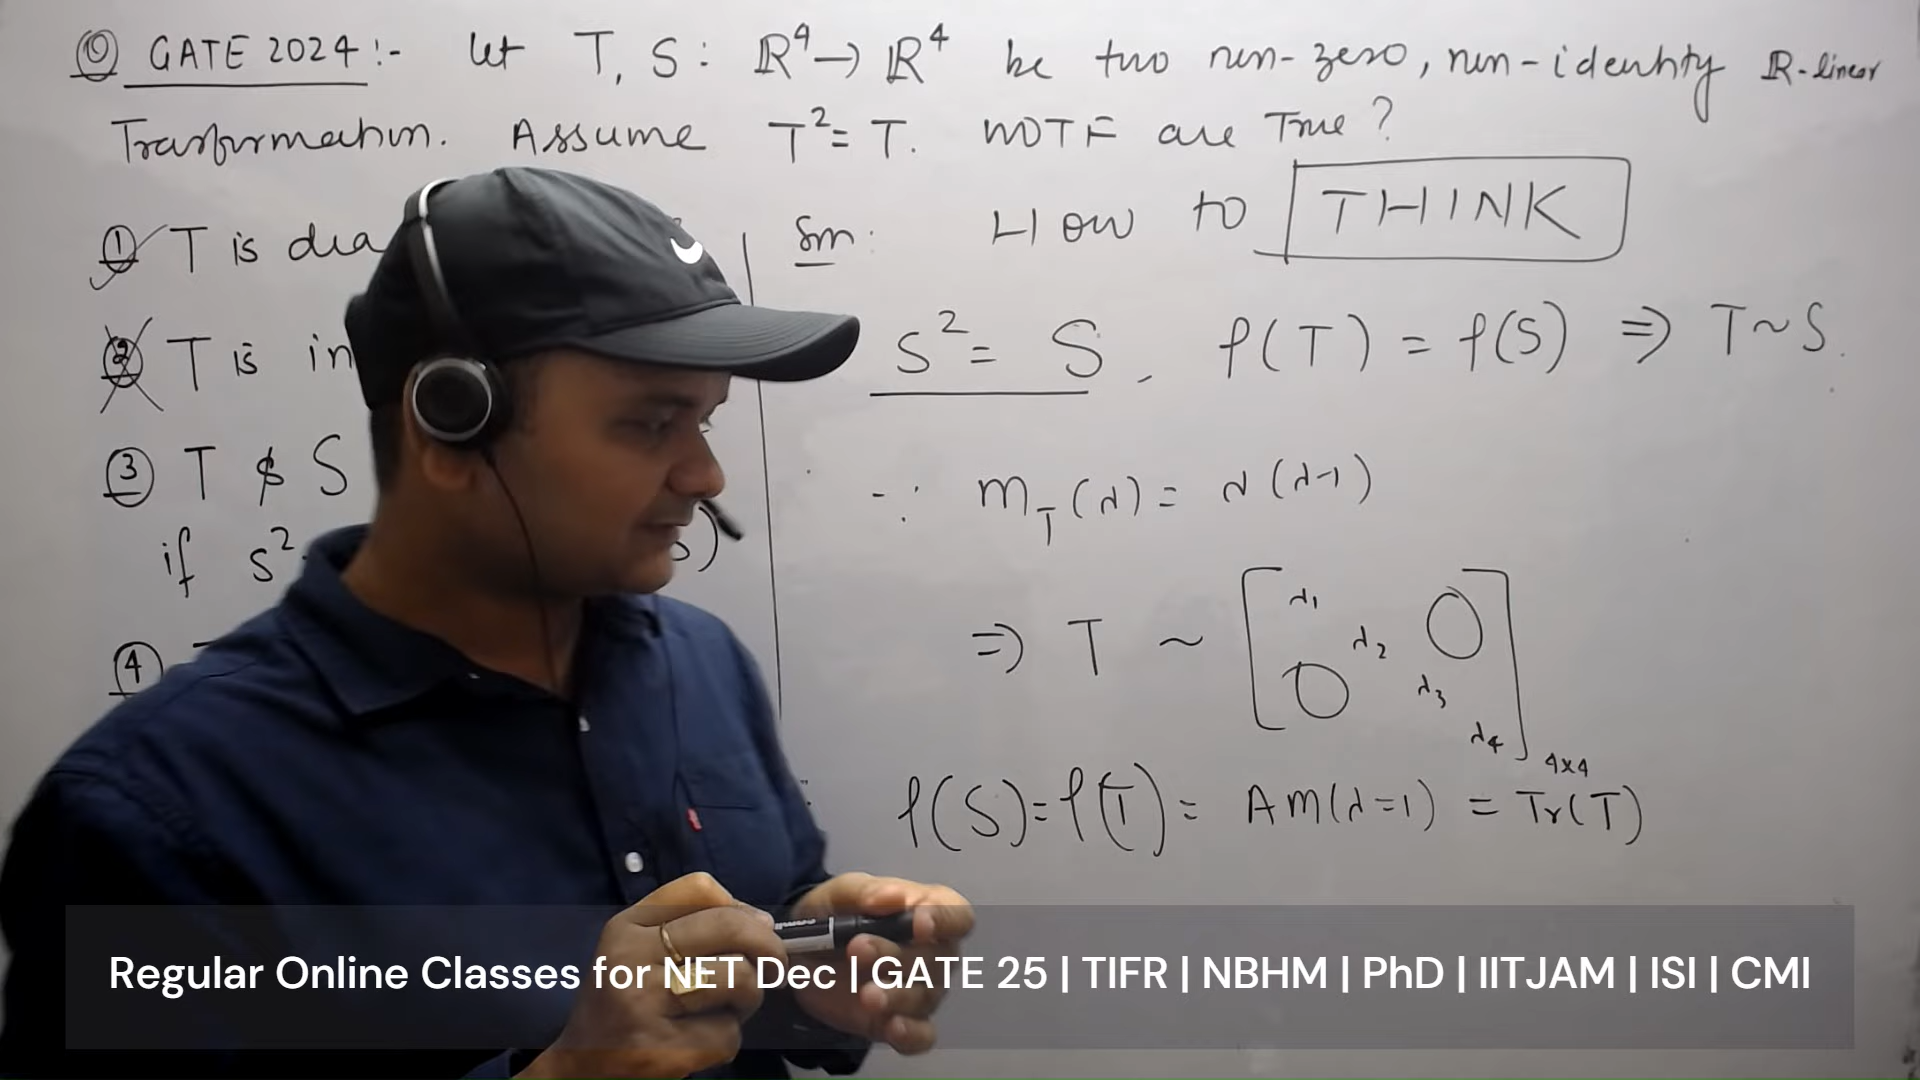 Q GATE 2024 :- let T, S : ℝ⁴ → ℝ⁴ be two non-zero, non-identity ℝ-linear
Transformation. Assume T² = T. WOTF are True ?
① T is dia
② T is in
③ T & S
if S²
④
Sm: How to THINK
S² = S , ρ(T) = ρ(S) ⇒ T ~ S.
∵ m_T(λ) = λ(λ-1)
⇒ T ~ [λ₁ λ₂ O O λ₃ λ₄]₄ₓ₄
ρ(S) = ρ(T) = AM(λ=1) = Tr(T)
Regular Online Classes for NET Dec | GATE 25 | TIFR | NBHM | PhD | IITJAM | ISI | CMI